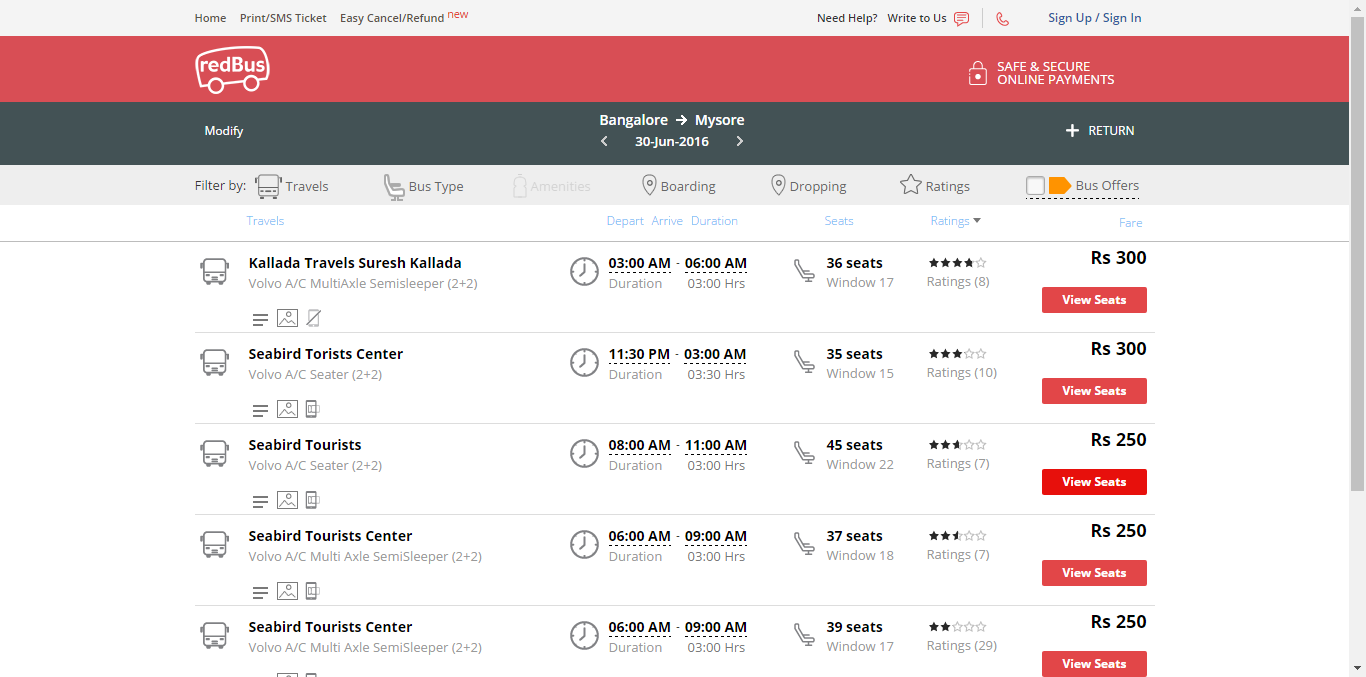 Home Print/SMS Ticket Easy Cancel/Refund new Need Help? Write to Us Sign Up / Sign In
redBus
SAFE & SECURE
ONLINE PAYMENTS
Modify
Bangalore → Mysore
30-Jun-2016
+ RETURN
Filter by: Travels Bus Type Amenities Boarding Dropping Ratings Bus Offers
Travels Depart Arrive Duration Seats Ratings Fare
Kallada Travels Suresh Kallada 03:00 AM - 06:00 AM 36 seats Rs 300
Volvo A/C MultiAxle Semisleeper (2+2) Duration 03:00 Hrs Window 17 Ratings (8)
View Seats
Seabird Torists Center 11:30 PM - 03:00 AM 35 seats Rs 300
Volvo A/C Seater (2+2) Duration 03:30 Hrs Window 15 Ratings (10)
View Seats
Seabird Tourists 08:00 AM - 11:00 AM 45 seats Rs 250
Volvo A/C Seater (2+2) Duration 03:00 Hrs Window 22 Ratings (7)
View Seats
Seabird Tourists Center 06:00 AM - 09:00 AM 37 seats Rs 250
Volvo A/C Multi Axle SemiSleeper (2+2) Duration 03:00 Hrs Window 18 Ratings (7)
View Seats
Seabird Tourists Center 06:00 AM - 09:00 AM 39 seats Rs 250
Volvo A/C Multi Axle SemiSleeper (2+2) Duration 03:00 Hrs Window 17 Ratings (29)
View Seats